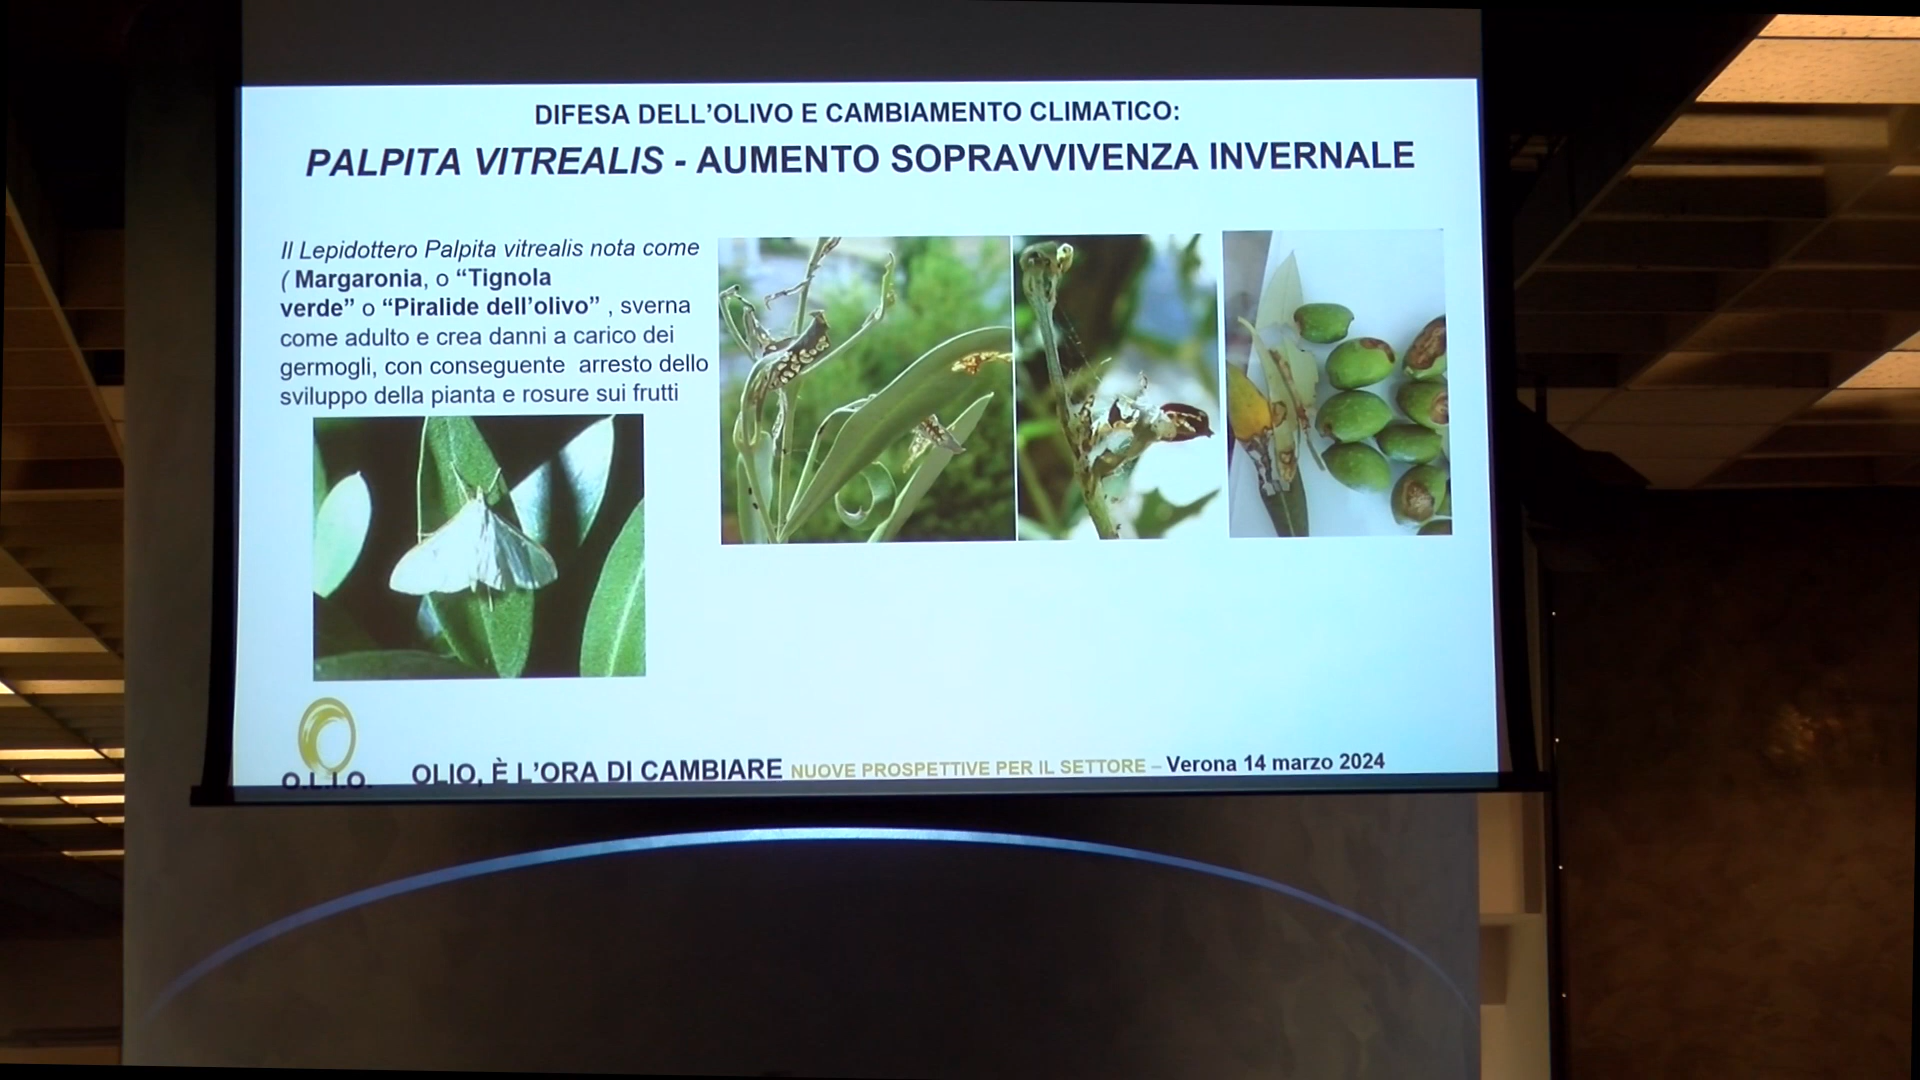 DIFESA DELL'OLIVO E CAMBIAMENTO CLIMATICO:
PALPITA VITREALIS - AUMENTO SOPRAVVIVENZA INVERNALE
Il Lepidottero Palpita vitrealis nota come
( Margaronia, o “Tignola
verde” o “Piralide dell'olivo” , sverna
come adulto e crea danni a carico dei
germogli, con conseguente arresto dello
sviluppo della pianta e rosure sui frutti
O.L.I.O.
OLIO, È L'ORA DI CAMBIARE NUOVE PROSPETTIVE PER IL SETTORE – Verona 14 marzo 2024